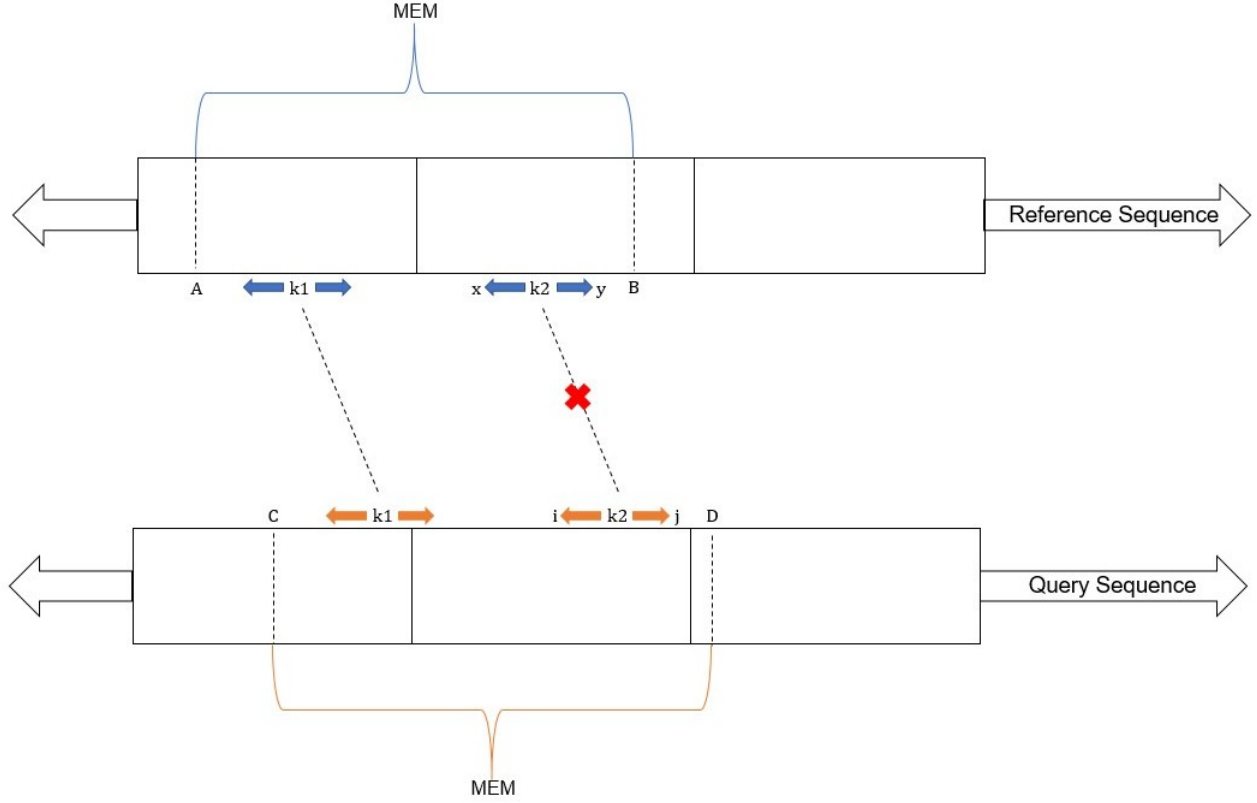 MEM
Reference Sequence
A k1 x k2 y B
C k1 i k2 j D
Query Sequence
MEM